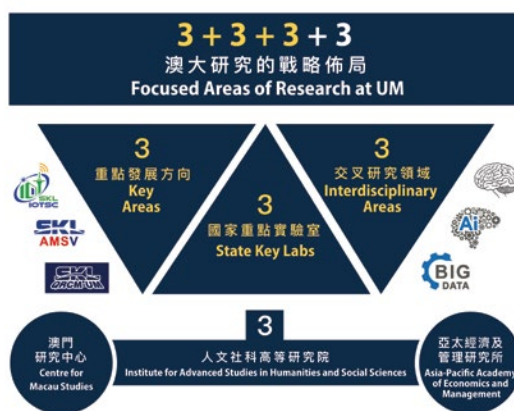 3 + 3 + 3 + 3
澳大研究的戰略佈局
Focused Areas of Research at UM
3
重點發展方向
Key
Areas
3
國家重點實驗室
State Key Labs
3
交叉研究領域
Interdisciplinary
Areas
SKL
IOTSC
SKL
AMSV
SKL
QRCM-UM
Ai
BIG
DATA
3
澳門
研究中心
Centre for
Macau Studies
人文社科高等研究院
Institute for Advanced Studies in Humanities and Social Sciences
亞太經濟及
管理研究所
Asia-Pacific Academy
of Economics and
Management